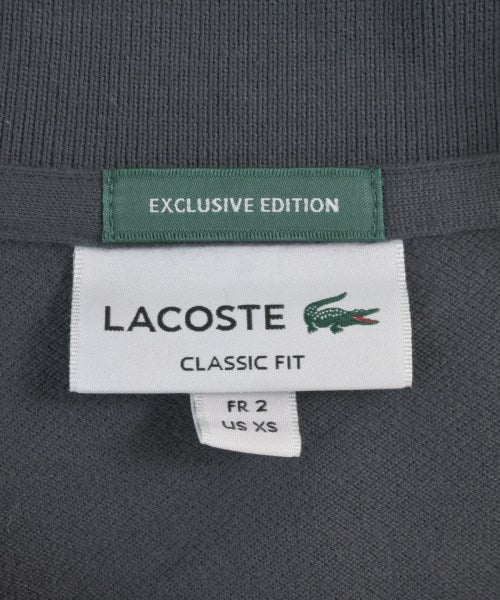 EXCLUSIVE EDITION
LACOSTE
CLASSIC FIT
FR 2
US XS